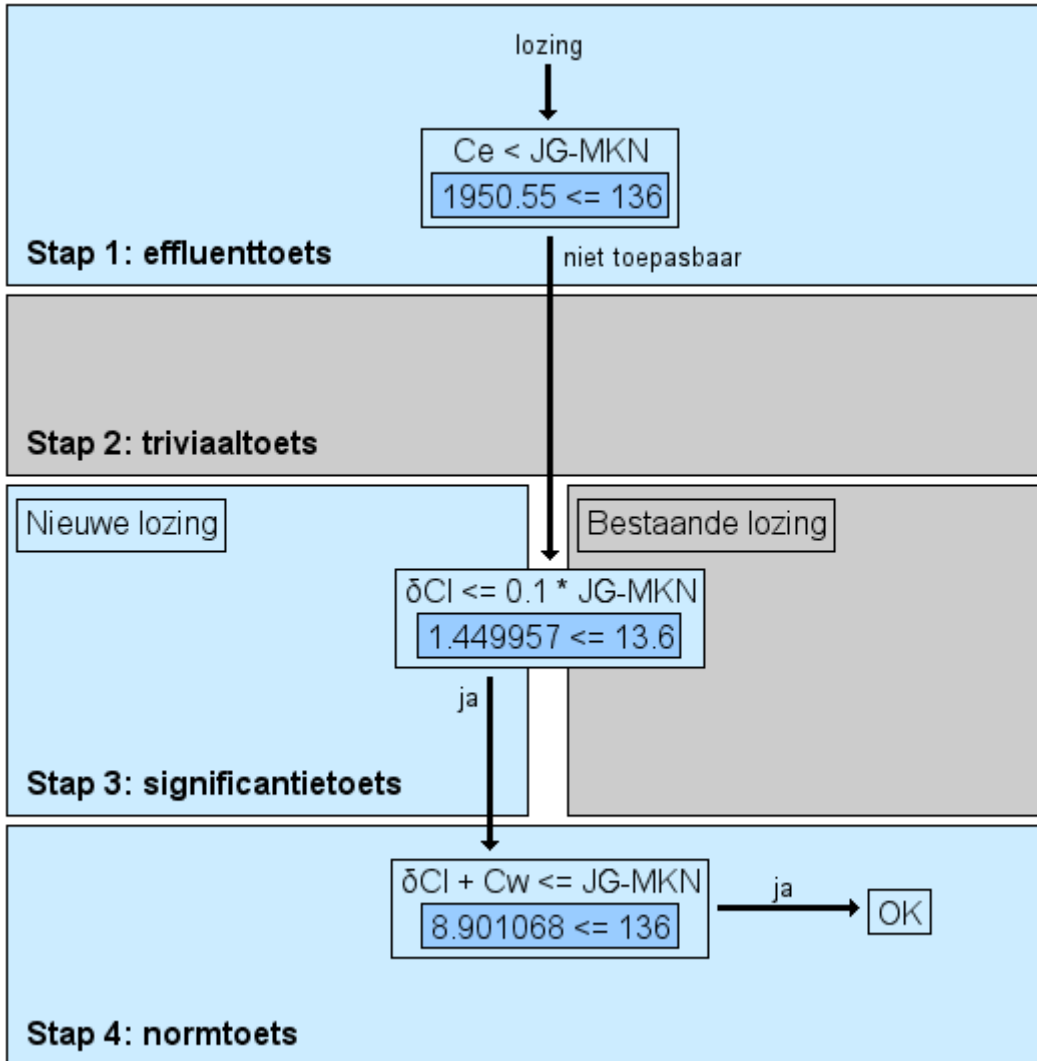 lozing
Ce < JG-MKN
1950.55 <= 136
Stap 1: effluenttoets
niet toepasbaar
Stap 2: triviaaltoets
Nieuwe lozing
Bestaande lozing
δCl <= 0.1 * JG-MKN
1.449957 <= 13.6
ja
Stap 3: significantietoets
δCl + Cw <= JG-MKN
8.901068 <= 136
ja
OK
Stap 4: normtoets